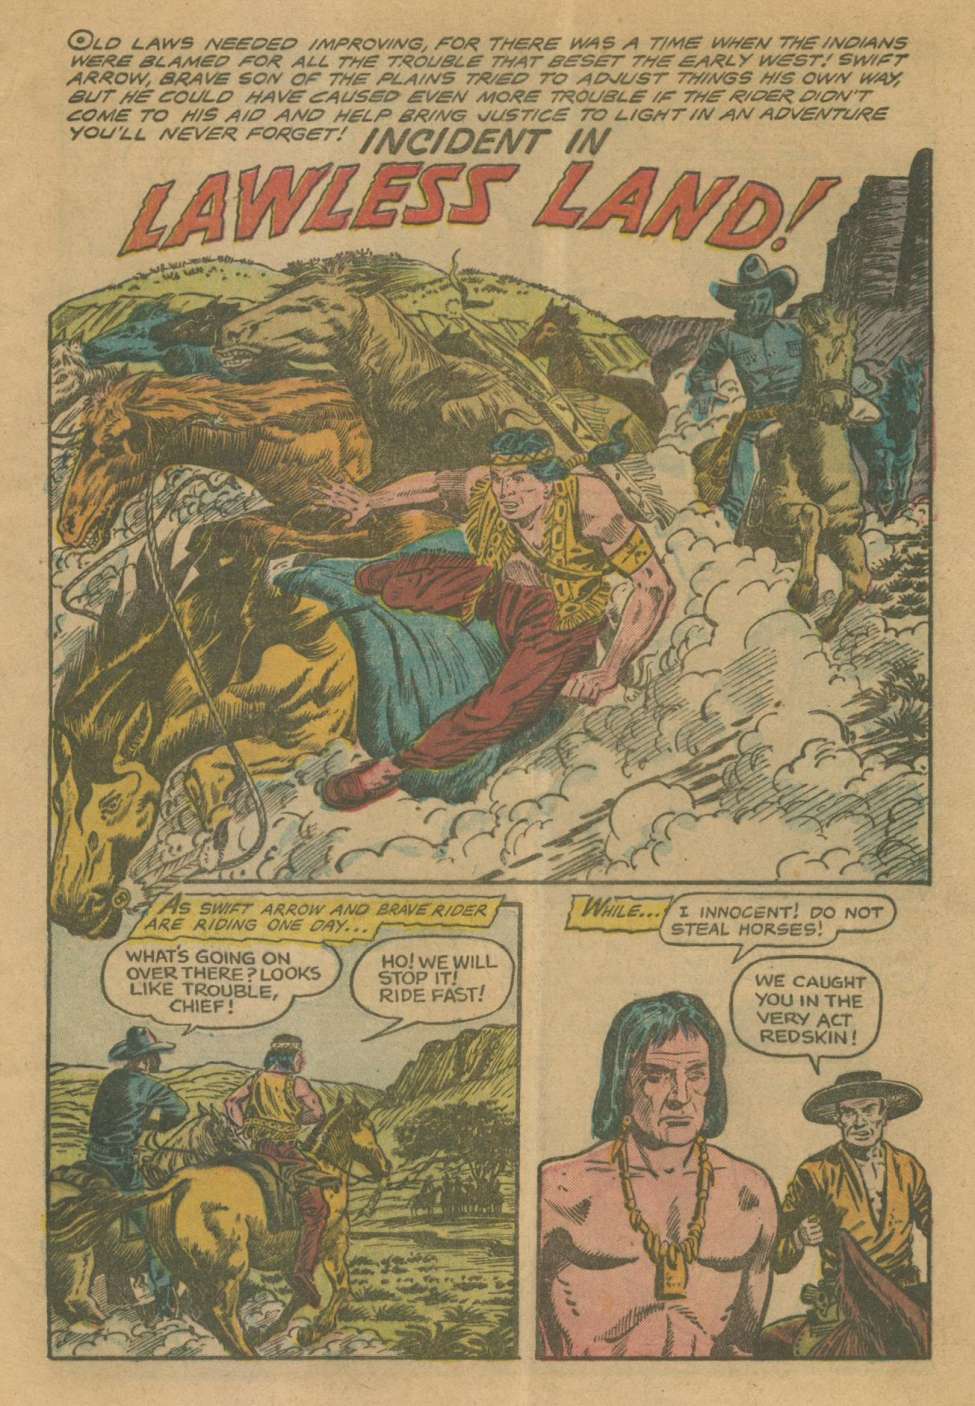 OLD LAWS NEEDED IMPROVING, FOR THERE WAS A TIME WHEN THE INDIANS
WERE BLAMED FOR ALL THE TROUBLE THAT BESET THE EARLY WEST! SWIFT
ARROW, BRAVE SON OF THE PLAINS TRIED TO ADJUST THINGS HIS OWN WAY,
BUT HE COULD HAVE CAUSED EVEN MORE TROUBLE IF THE RIDER DIDN'T
COME TO HIS AID AND HELP BRING JUSTICE TO LIGHT IN AN ADVENTURE
YOU'LL NEVER FORGET!
INCIDENT IN
LAWLESS LAND!
AS SWIFT ARROW AND BRAVE RIDER
ARE RIDING ONE DAY...
WHAT'S GOING ON
OVER THERE? LOOKS
LIKE TROUBLE,
CHIEF!
HO! WE WILL
STOP IT!
RIDE FAST!
WHILE...
I INNOCENT! DO NOT
STEAL HORSES!
WE CAUGHT
YOU IN THE
VERY ACT
REDSKIN!